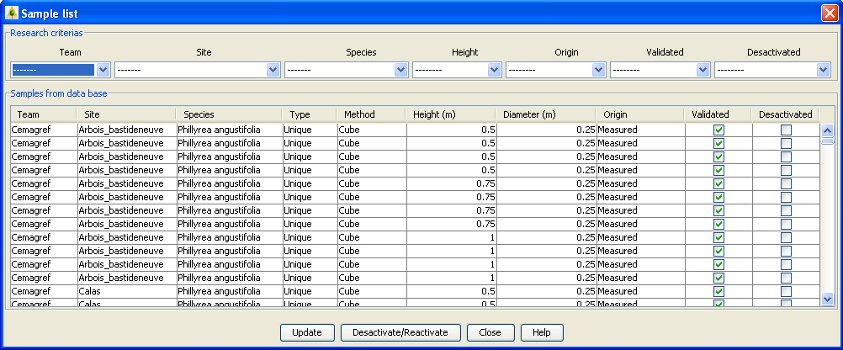 Sample list
Research criterias
Team Site Species Height Origin Validated Desactivated
------- ------- ------- -------- -------- ------- --------
Samples from data base
Team Site Species Type Method Height (m) Diameter (m) Origin Validated Desactivated
Cemagref Arbois_bastideneuve Phillyrea angustifolia Unique Cube 0.5 0.25 Measured
Cemagref Arbois_bastideneuve Phillyrea angustifolia Unique Cube 0.5 0.25 Measured
Cemagref Arbois_bastideneuve Phillyrea angustifolia Unique Cube 0.5 0.25 Measured
Cemagref Arbois_bastideneuve Phillyrea angustifolia Unique Cube 0.5 0.25 Measured
Cemagref Arbois_bastideneuve Phillyrea angustifolia Unique Cube 0.75 0.25 Measured
Cemagref Arbois_bastideneuve Phillyrea angustifolia Unique Cube 0.75 0.25 Measured
Cemagref Arbois_bastideneuve Phillyrea angustifolia Unique Cube 0.75 0.25 Measured
Cemagref Arbois_bastideneuve Phillyrea angustifolia Unique Cube 0.75 0.25 Measured
Cemagref Arbois_bastideneuve Phillyrea angustifolia Unique Cube 1 0.25 Measured
Cemagref Arbois_bastideneuve Phillyrea angustifolia Unique Cube 1 0.25 Measured
Cemagref Arbois_bastideneuve Phillyrea angustifolia Unique Cube 1 0.25 Measured
Cemagref Arbois_bastideneuve Phillyrea angustifolia Unique Cube 1 0.25 Measured
Cemagref Calas Phillyrea angustifolia Unique Cube 0.5 0.25 Measured
Cemagref Calas Phillyrea angustifolia Unique Cube 0.5 0.25 Measured
Update Desactivate/Reactivate Close Help